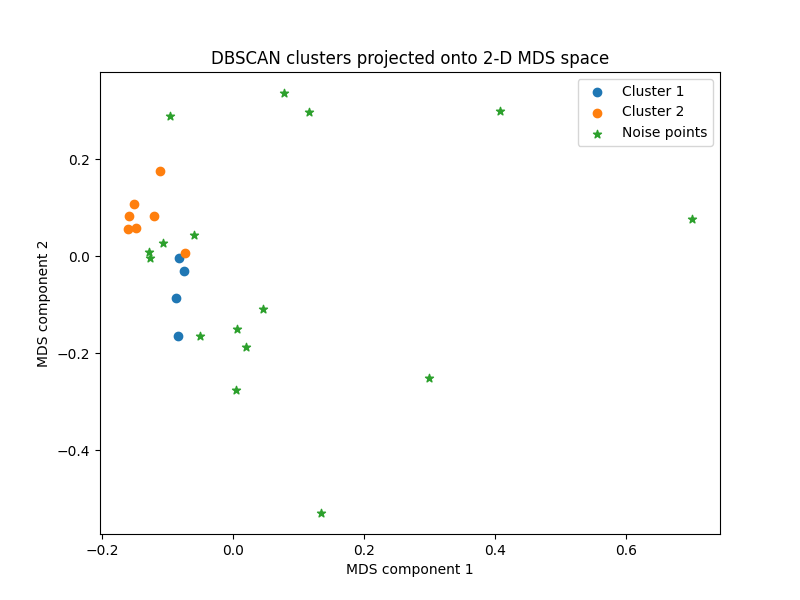 DBSCAN clusters projected onto 2-D MDS space
Cluster 1
Cluster 2
Noise points
0.2
0.0
−0.2
−0.4
MDS component 2
−0.2
0.0
0.2
0.4
0.6
MDS component 1